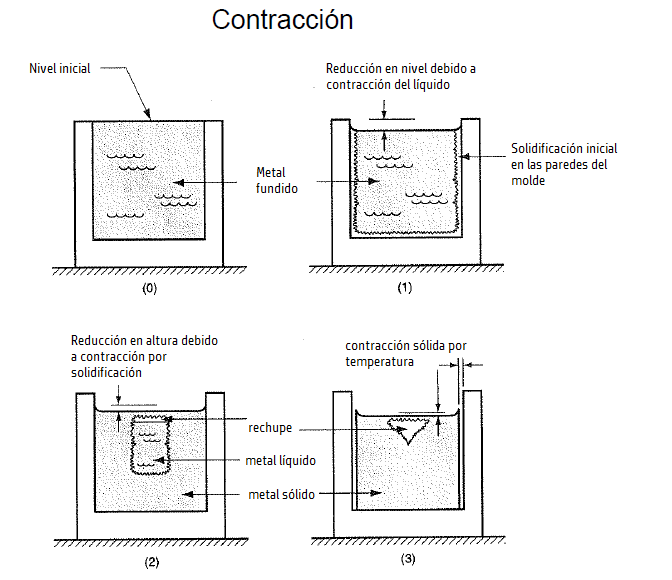 Contracción
Nivel inicial
Reducción en nivel debido a
contracción del líquido
Metal
fundido
Solidificación inicial
en las paredes del
molde
(0)
(1)
Reducción en altura debido
a contracción por
solidificación
contracción sólida por
temperatura
rechupe
metal líquido
metal sólido
(2)
(3)